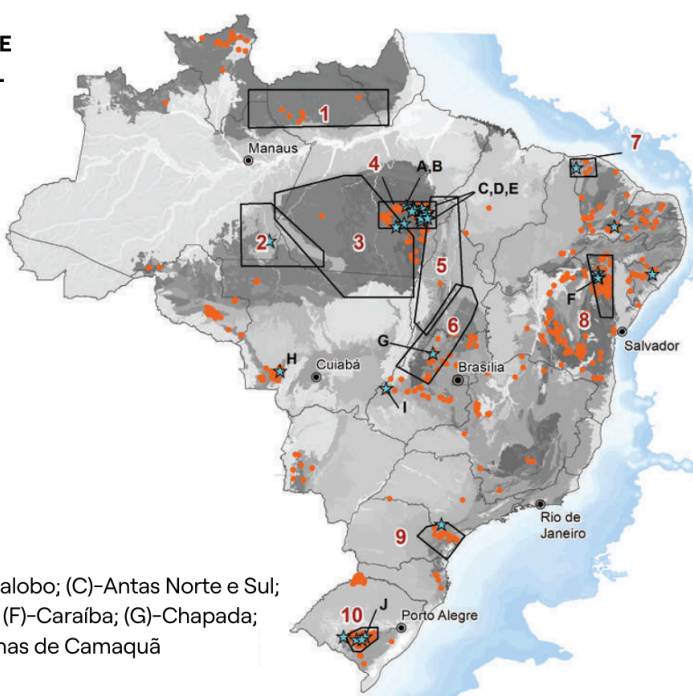 E
1
7
Manaus
4
A,B
C,D,E
2
3
5
F
6
8
G
Salvador
H
Cuiabá
Brasília
I
Rio de
Janeiro
9
alobo; (C)-Antas Norte e Sul;
(F)-Caraíba; (G)-Chapada;
10
J
Porto Alegre
nas de Camaquã